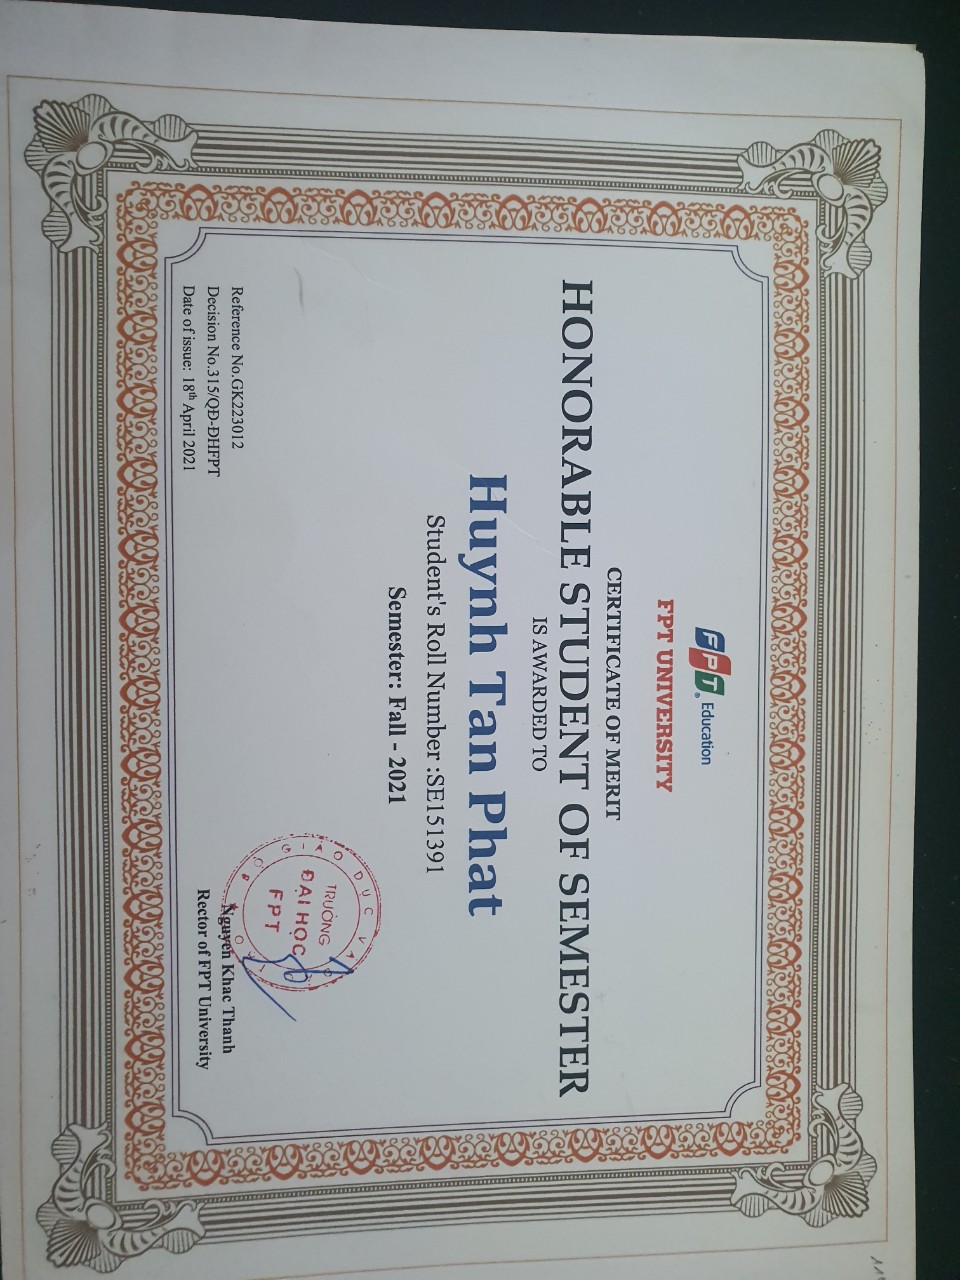 FPT Education
FPT UNIVERSITY
CERTIFICATE OF MERIT
HONORABLE STUDENT OF SEMESTER
IS AWARDED TO
Huynh Tan Phat
Student's Roll Number :SE151391
Semester: Fall - 2021
BỘ GIÁO DỤC VÀ ĐÀO TẠO
TRƯỜNG
ĐẠI HỌC
FPT
Reference No.GK223012
Decision No.315/QĐ-ĐHFPT
Date of issue: 18th April 2021
Nguyen Khac Thanh
Rector of FPT University